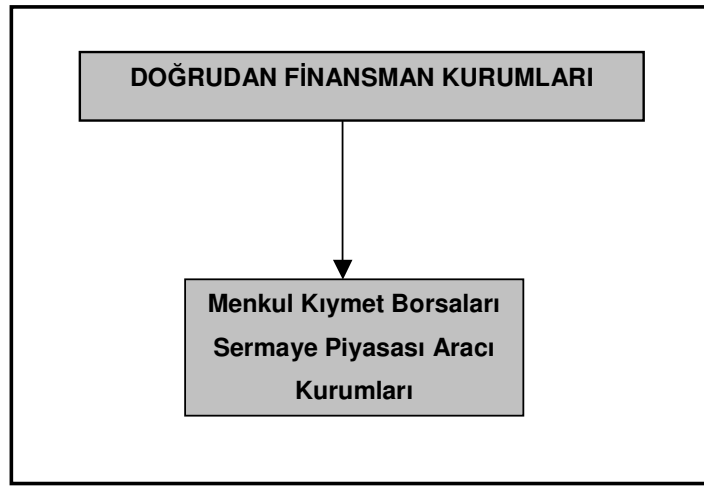 DOĞRUDAN FİNANSMAN KURUMLARI
Menkul Kıymet Borsaları
Sermaye Piyasası Aracı
Kurumları